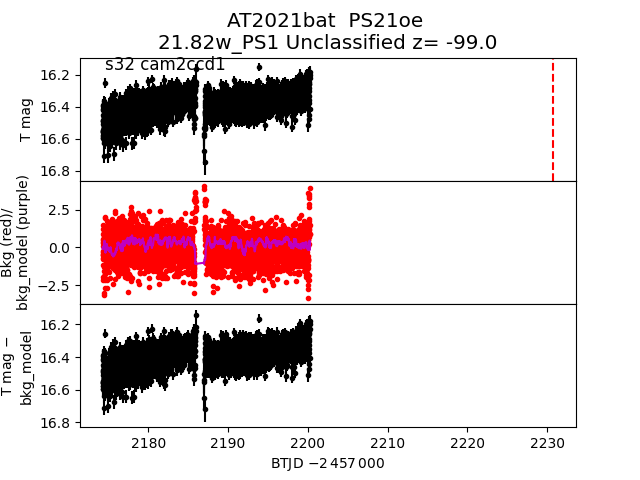 AT2021bat  PS21oe
21.82w_PS1 Unclassified z= -99.0
s32 cam2ccd1
T mag
16.2
16.4
16.6
16.8
Bkg (red)/
bkg_model (purple)
2.5
0.0
−2.5
T mag −
bkg_model
16.2
16.4
16.6
16.8
2180 2190 2200 2210 2220 2230
BTJD −2 457 000